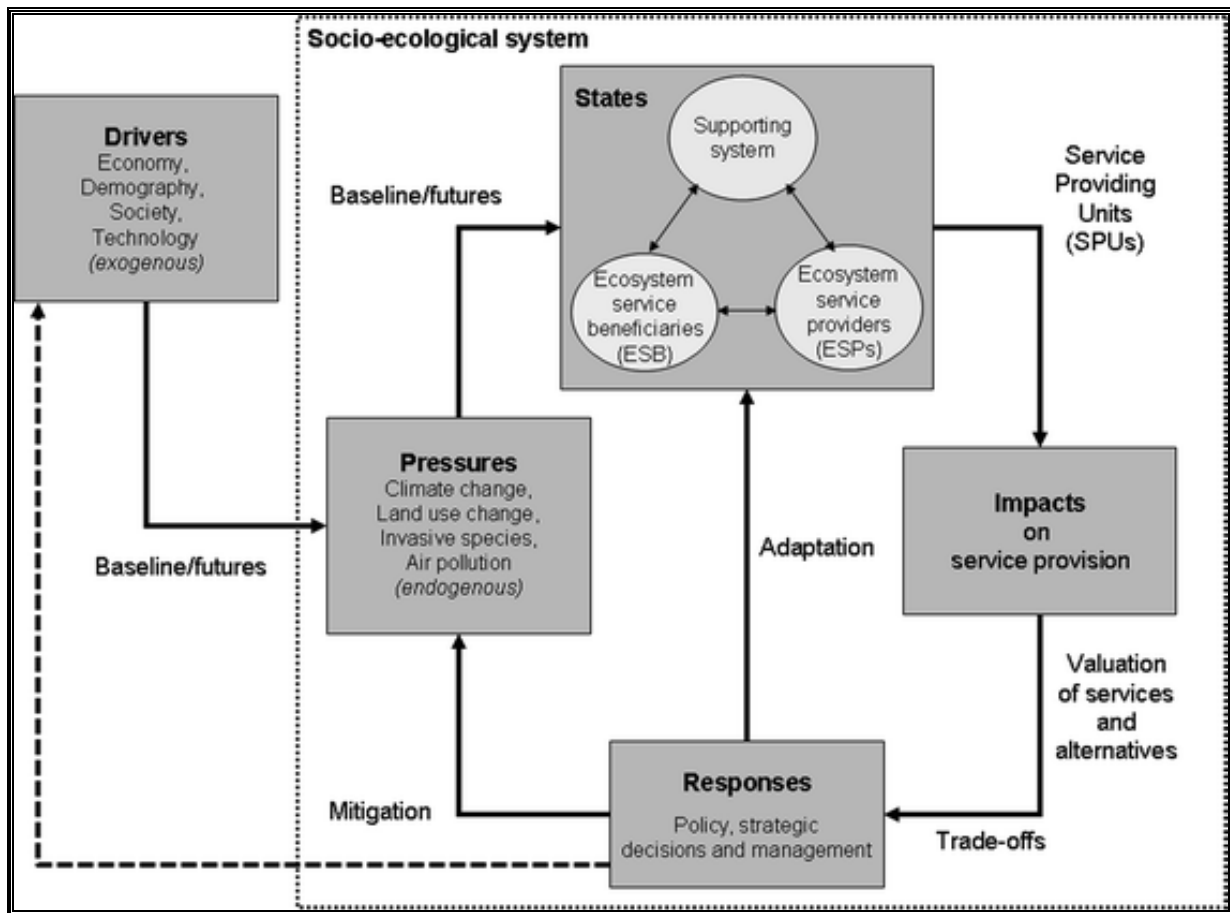 Socio-ecological system
Drivers
Economy,
Demography,
Society,
Technology
(exogenous)
Baseline/futures
Pressures
Climate change,
Land use change,
Invasive species,
Air pollution
(endogenous)
Baseline/futures
States
Supporting
system
Ecosystem
service
beneficiaries
(ESB)
Ecosystem
service
providers
(ESPs)
Service
Providing
Units
(SPUs)
Impacts
on
service provision
Valuation
of services
and
alternatives
Trade-offs
Responses
Policy, strategic
decisions and management
Adaptation
Mitigation